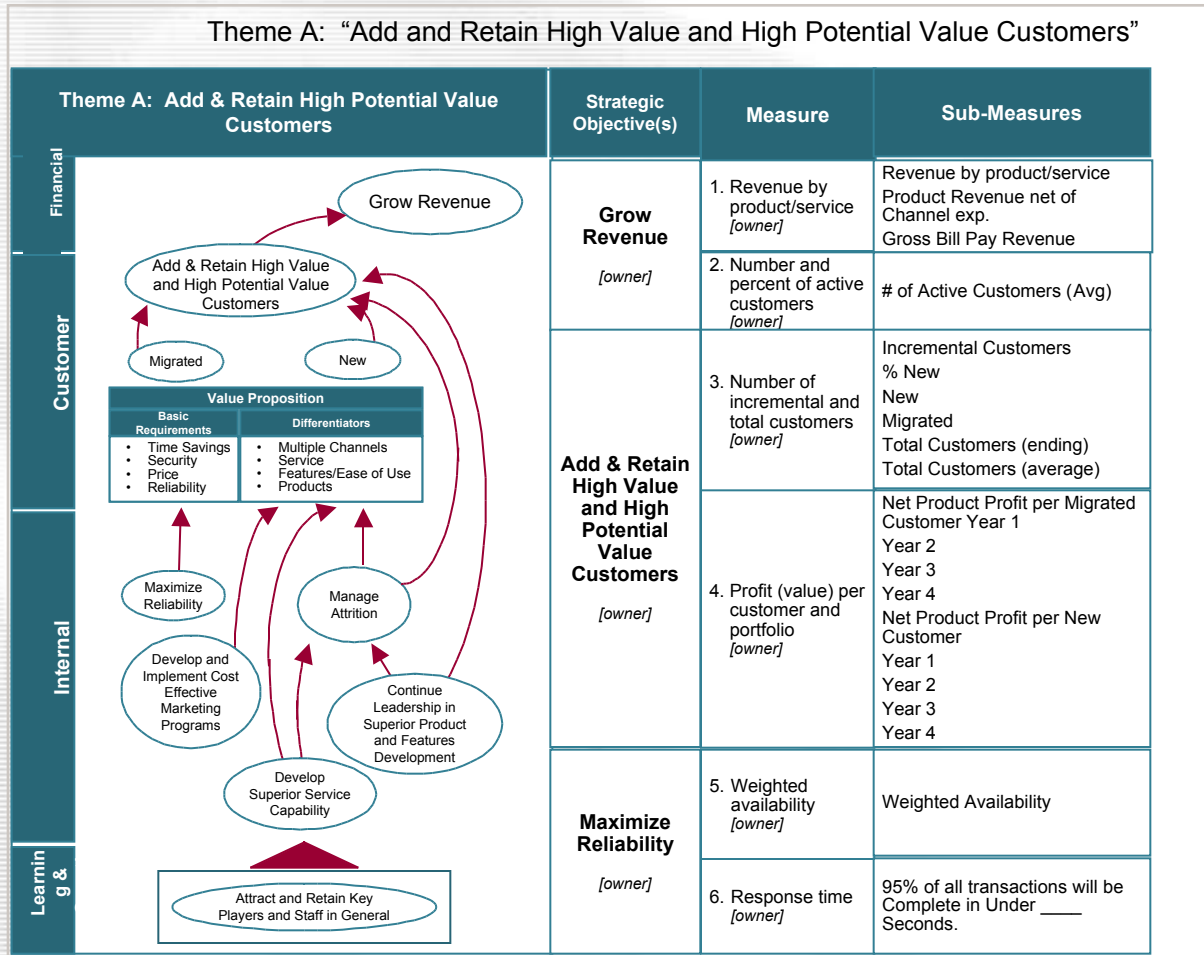 Theme A: “Add and Retain High Value and High Potential Value Customers”
Theme A: Add & Retain High Potential Value
Customers
Strategic
Objective(s)
Measure
Sub-Measures
Financial
Grow Revenue
Add & Retain High Value
and High Potential Value
Customers
Customer
Migrated
New
Value Proposition
Basic
Requirements
Differentiators
• Time Savings
• Security
• Price
• Reliability
• Multiple Channels
• Service
• Features/Ease of Use
• Products
Internal
Maximize
Reliability
Manage
Attrition
Develop and
Implement Cost
Effective
Marketing
Programs
Continue
Leadership in
Superior Product
and Features
Development
Develop
Superior Service
Capability
Learnin
g &
Attract and Retain Key
Players and Staff in General
Grow
Revenue
[owner]
1. Revenue by
product/service
[owner]
Revenue by product/service
Product Revenue net of
Channel exp.
Gross Bill Pay Revenue
2. Number and
percent of active
customers
[owner]
# of Active Customers (Avg)
Add & Retain
High Value
and High
Potential
Value
Customers
[owner]
3. Number of
incremental and
total customers
[owner]
Incremental Customers
% New
New
Migrated
Total Customers (ending)
Total Customers (average)
4. Profit (value) per
customer and
portfolio
[owner]
Net Product Profit per Migrated
Customer Year 1
Year 2
Year 3
Year 4
Net Product Profit per New
Customer
Year 1
Year 2
Year 3
Year 4
Maximize
Reliability
[owner]
5. Weighted
availability
[owner]
Weighted Availability
6. Response time
[owner]
95% of all transactions will be
Complete in Under ____
Seconds.